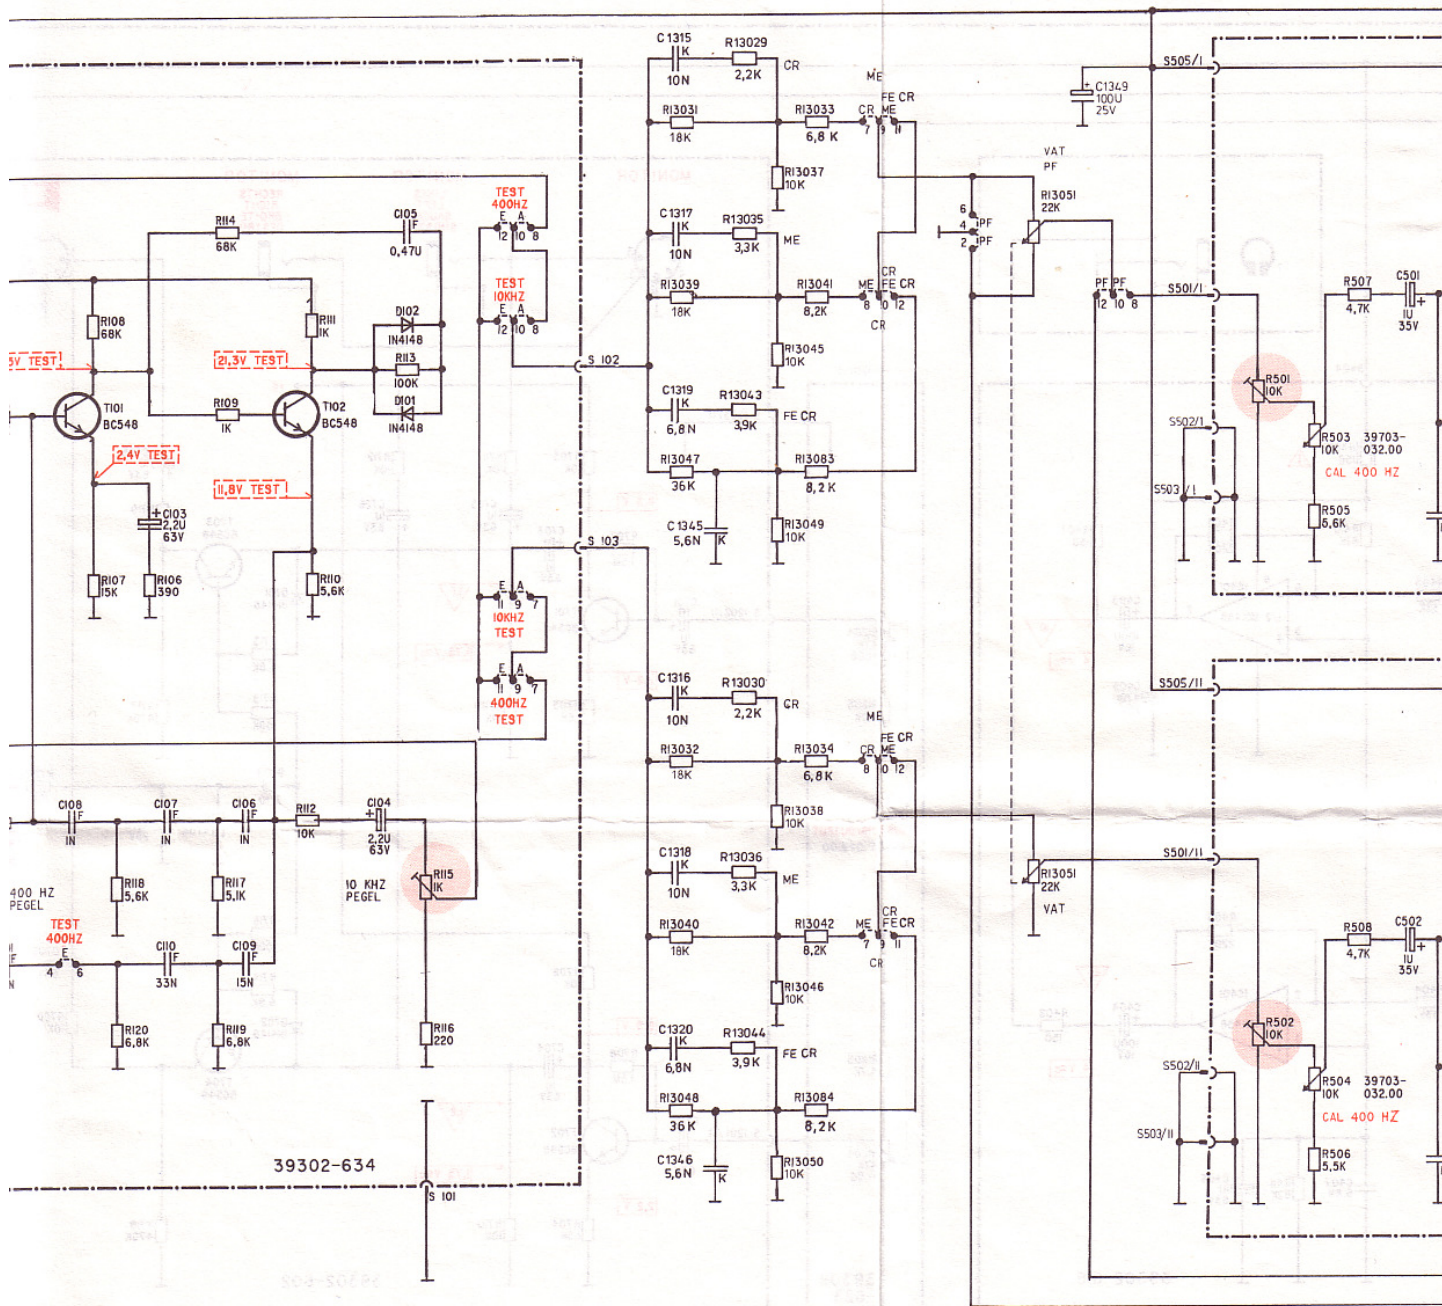 C1315
K
10N
R13029
2,2K
CR
R13031
18K
R13033
6,8 K
ME
FE CR
CR ME
7 9 11
R13037
10K
C1317
K
10N
R13035
3,3K
ME
R13039
18K
R13041
8,2K
CR
ME FE CR
8 10 12
CR
R13045
10K
C1319
K
6,8 N
R13043
3,9K
FE CR
R13047
36 K
R13083
8,2 K
C1345
5,6N
K
R13049
10K
C1349
+
100U
25V
VAT
PF
R13051
22K
6
4 PF
2 PF
PF PF
12 10 8
S505/I
S501/I
R501
10K
S502/I
S503/I
R503
10K
39703-
032.00
CAL 400 HZ
R505
5,6K
R507
4,7K
C501
+
1U
35V
R114
68K
C105
F
0,47U
TEST
400HZ
E A
12 10 8
TEST
10KHZ
E A
12 10 8
R108
68K
R111
1K
D102
1N4148
R113
100K
D101
1N4148
5V TEST
21,3V TEST
T101
BC548
R109
1K
T102
BC548
2,4V TEST
11,8V TEST
C103
+
2,2U
63V
R107
15K
R106
390
R110
5,6K
S 102
S 103
E A
11 9 7
10KHZ
TEST
E A
11 9 7
400HZ
TEST
C1316
K
10N
R13030
2,2K
CR
R13032
18K
R13034
6,8 K
ME
FE CR
CR ME
8 10 12
R13038
10K
C1318
K
10N
R13036
3,3K
ME
R13040
18K
R13042
8,2K
CR
ME FE CR
7 9 11
CR
R13046
10K
C1320
K
6,8N
R13044
3,9K
FE CR
R13048
36 K
R13084
8,2K
C1346
5,6N
K
R13050
10K
R13051
22K
VAT
S505/II
S501/II
R502
10K
S502/II
S503/II
R504
10K
39703-
032.00
CAL 400 HZ
R506
5,5K
R508
4,7K
C502
+
1U
35V
C108
F
1N
C107
F
1N
C106
F
1N
R112
10K
C104
+
2,2U
63V
R118
5,6K
R117
5,1K
10 KHZ
PEGEL
R115
1K
400 HZ
PEGEL
TEST
400HZ
E
4 6
C110
F
33N
C109
F
15N
R120
6,8K
R119
6,8K
R116
220
39302-634
S 101